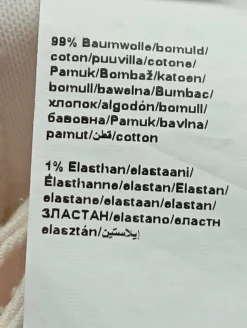 99% Baumwolle/bomuld/
coton/puuvilla/cotone/
Pamuk/Bombaž/katoen/
bomull/bawełna/Bumbac/
хлопок/algodón/bomull/
бавовна/Pamuk/bavlna/
pamut/قطن/cotton
1% Elasthan/elastaani/
Élasthanne/elastan/Elastan/
elastane/elastaan/elastan/
ЭЛАСТАН/elastano/еластн
elasztán/إيلاستين